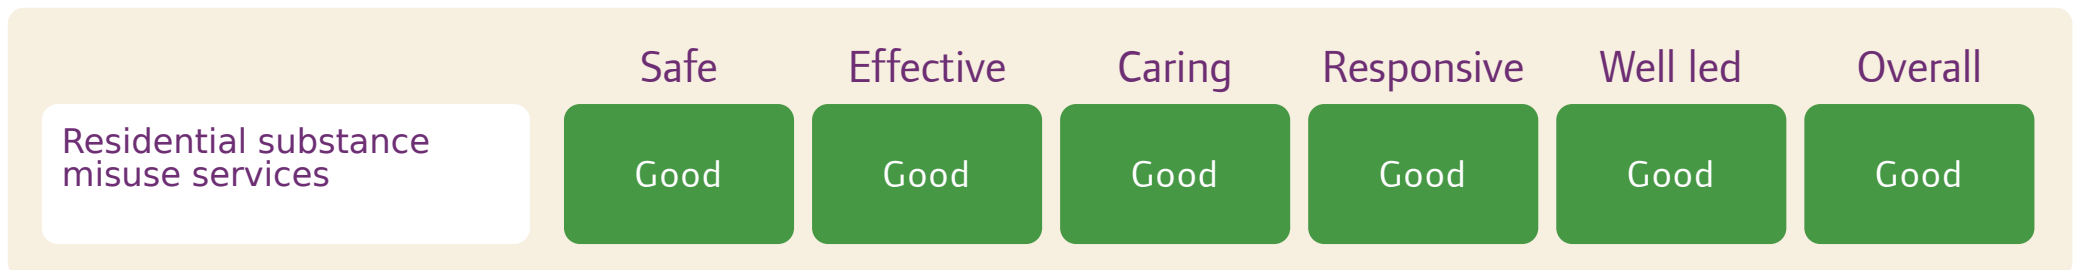 Safe Effective Caring Responsive Well led Overall
Residential substance
misuse services
Good Good Good Good Good Good